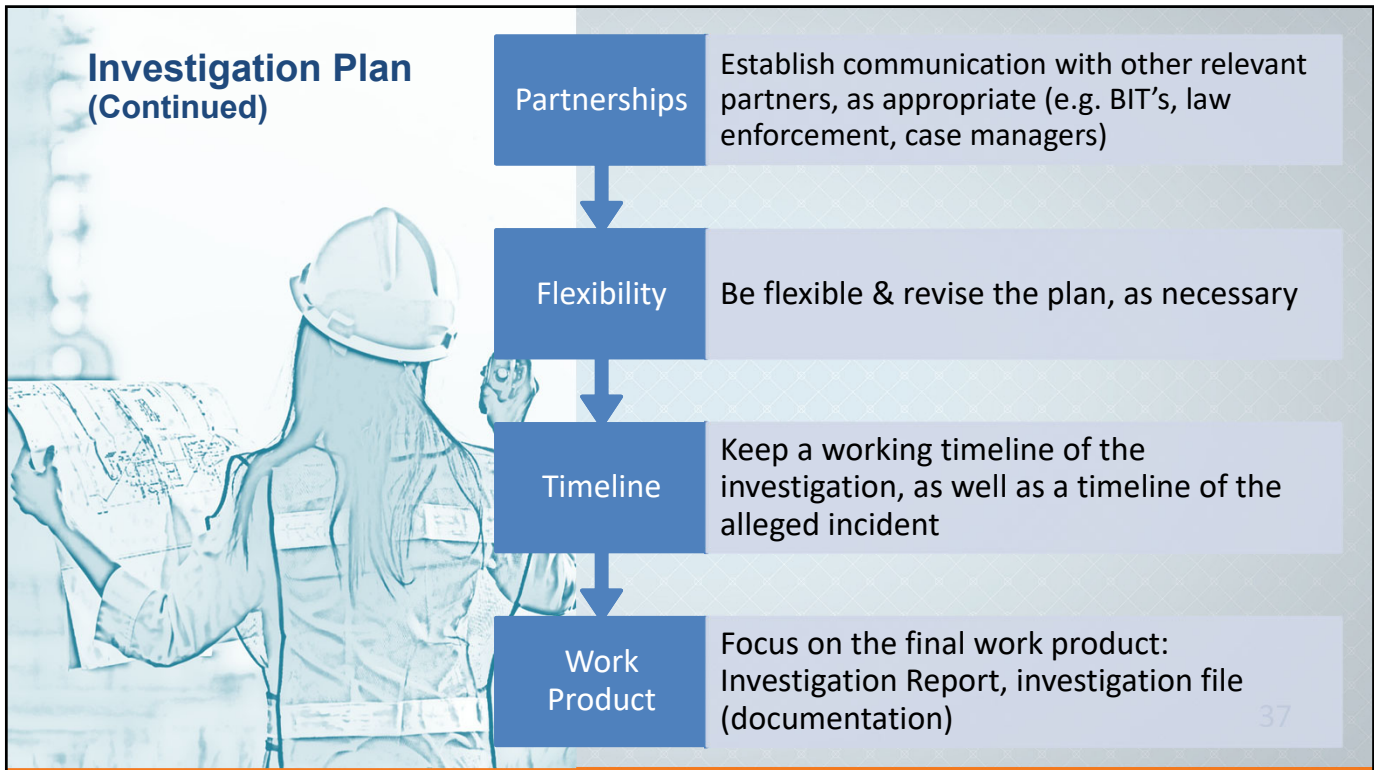 Investigation Plan
(Continued)
Partnerships
Establish communication with other relevant
partners, as appropriate (e.g. BIT’s, law
enforcement, case managers)
Flexibility
Be flexible & revise the plan, as necessary
Timeline
Keep a working timeline of the
investigation, as well as a timeline of the
alleged incident
Work
Product
Focus on the final work product:
Investigation Report, investigation file
(documentation)
37